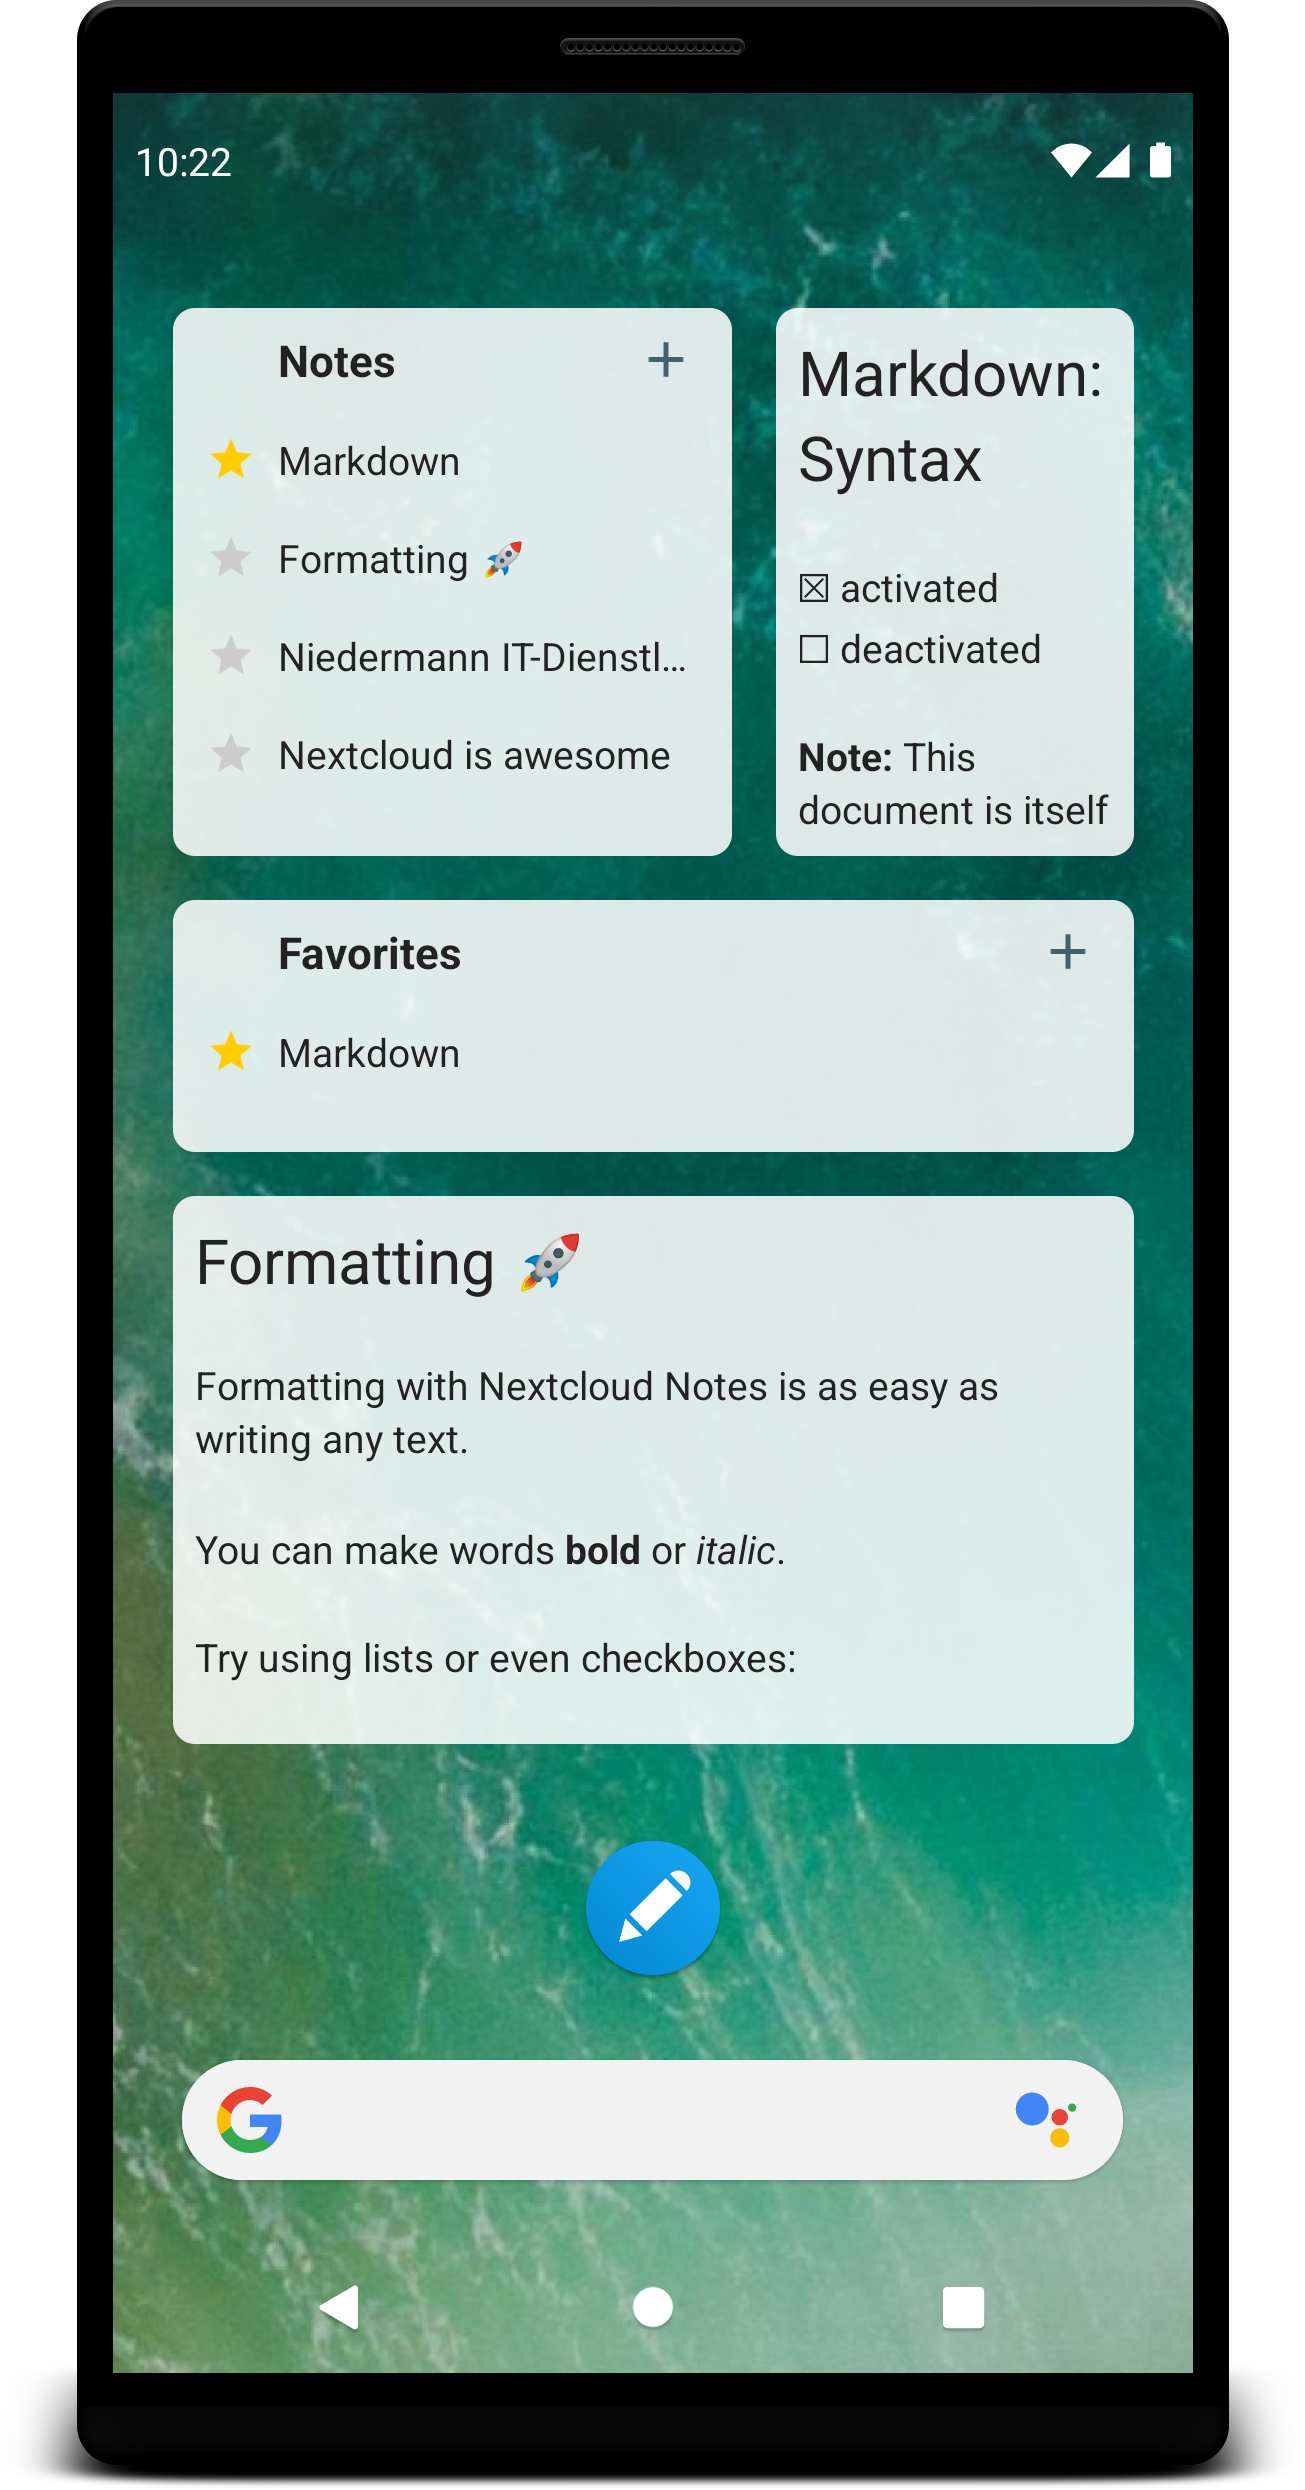 10:22
Notes
Markdown
Formatting 🚀
Niedermann IT-Dienstl...
Nextcloud is awesome
Markdown:
Syntax
☒ activated
☐ deactivated
Note: This
document is itself
Favorites
Markdown
Formatting 🚀
Formatting with Nextcloud Notes is as easy as
writing any text.
You can make words bold or italic.
Try using lists or even checkboxes: